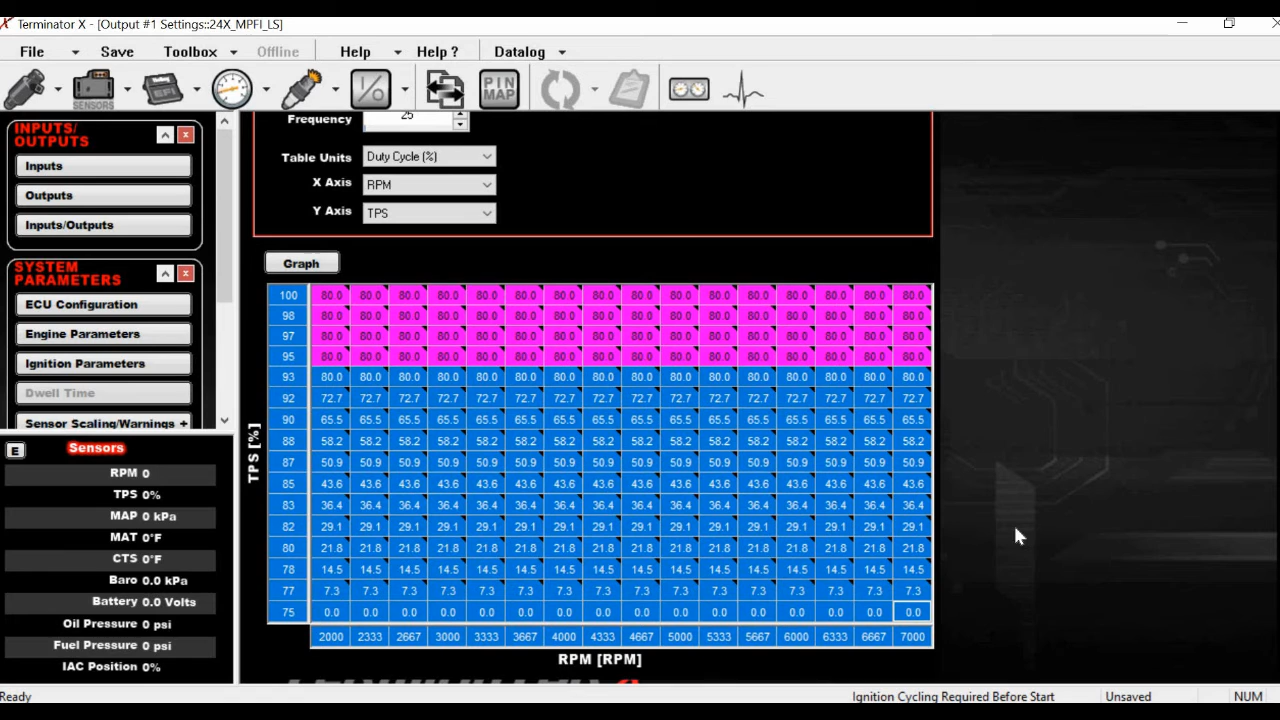 Terminator X - [Output #1 Settings::24X_MPFI_LS]
File Save Toolbox Offline Help Help ? Datalog
SENSORS EFI I/O PIN MAP
INPUTS/
OUTPUTS
Inputs
Outputs
Inputs/Outputs
SYSTEM
PARAMETERS
ECU Configuration
Engine Parameters
Ignition Parameters
Dwell Time
Sensor Scaling/Warnings +
E Sensors
RPM 0
TPS 0%
MAP 0 kPa
MAT 0°F
CTS 0°F
Baro 0.0 kPa
Battery 0.0 Volts
Oil Pressure 0 psi
Fuel Pressure 0 psi
IAC Position 0%
Frequency 25
Table Units Duty Cycle (%)
X Axis RPM
Y Axis TPS
Graph
TPS [%]
100 80.0 80.0 80.0 80.0 80.0 80.0 80.0 80.0 80.0 80.0 80.0 80.0 80.0 80.0 80.0 80.0
98 80.0 80.0 80.0 80.0 80.0 80.0 80.0 80.0 80.0 80.0 80.0 80.0 80.0 80.0 80.0 80.0
97 80.0 80.0 80.0 80.0 80.0 80.0 80.0 80.0 80.0 80.0 80.0 80.0 80.0 80.0 80.0 80.0
95 80.0 80.0 80.0 80.0 80.0 80.0 80.0 80.0 80.0 80.0 80.0 80.0 80.0 80.0 80.0 80.0
93 80.0 80.0 80.0 80.0 80.0 80.0 80.0 80.0 80.0 80.0 80.0 80.0 80.0 80.0 80.0 80.0
92 72.7 72.7 72.7 72.7 72.7 72.7 72.7 72.7 72.7 72.7 72.7 72.7 72.7 72.7 72.7 72.7
90 65.5 65.5 65.5 65.5 65.5 65.5 65.5 65.5 65.5 65.5 65.5 65.5 65.5 65.5 65.5 65.5
88 58.2 58.2 58.2 58.2 58.2 58.2 58.2 58.2 58.2 58.2 58.2 58.2 58.2 58.2 58.2 58.2
87 50.9 50.9 50.9 50.9 50.9 50.9 50.9 50.9 50.9 50.9 50.9 50.9 50.9 50.9 50.9 50.9
85 43.6 43.6 43.6 43.6 43.6 43.6 43.6 43.6 43.6 43.6 43.6 43.6 43.6 43.6 43.6 43.6
83 36.4 36.4 36.4 36.4 36.4 36.4 36.4 36.4 36.4 36.4 36.4 36.4 36.4 36.4 36.4 36.4
82 29.1 29.1 29.1 29.1 29.1 29.1 29.1 29.1 29.1 29.1 29.1 29.1 29.1 29.1 29.1 29.1
80 21.8 21.8 21.8 21.8 21.8 21.8 21.8 21.8 21.8 21.8 21.8 21.8 21.8 21.8 21.8 21.8
78 14.5 14.5 14.5 14.5 14.5 14.5 14.5 14.5 14.5 14.5 14.5 14.5 14.5 14.5 14.5 14.5
77 7.3 7.3 7.3 7.3 7.3 7.3 7.3 7.3 7.3 7.3 7.3 7.3 7.3 7.3 7.3 7.3
75 0.0 0.0 0.0 0.0 0.0 0.0 0.0 0.0 0.0 0.0 0.0 0.0 0.0 0.0 0.0 0.0
2000 2333 2667 3000 3333 3667 4000 4333 4667 5000 5333 5667 6000 6333 6667 7000
RPM [RPM]
Ready Ignition Cycling Required Before Start Unsaved NUM